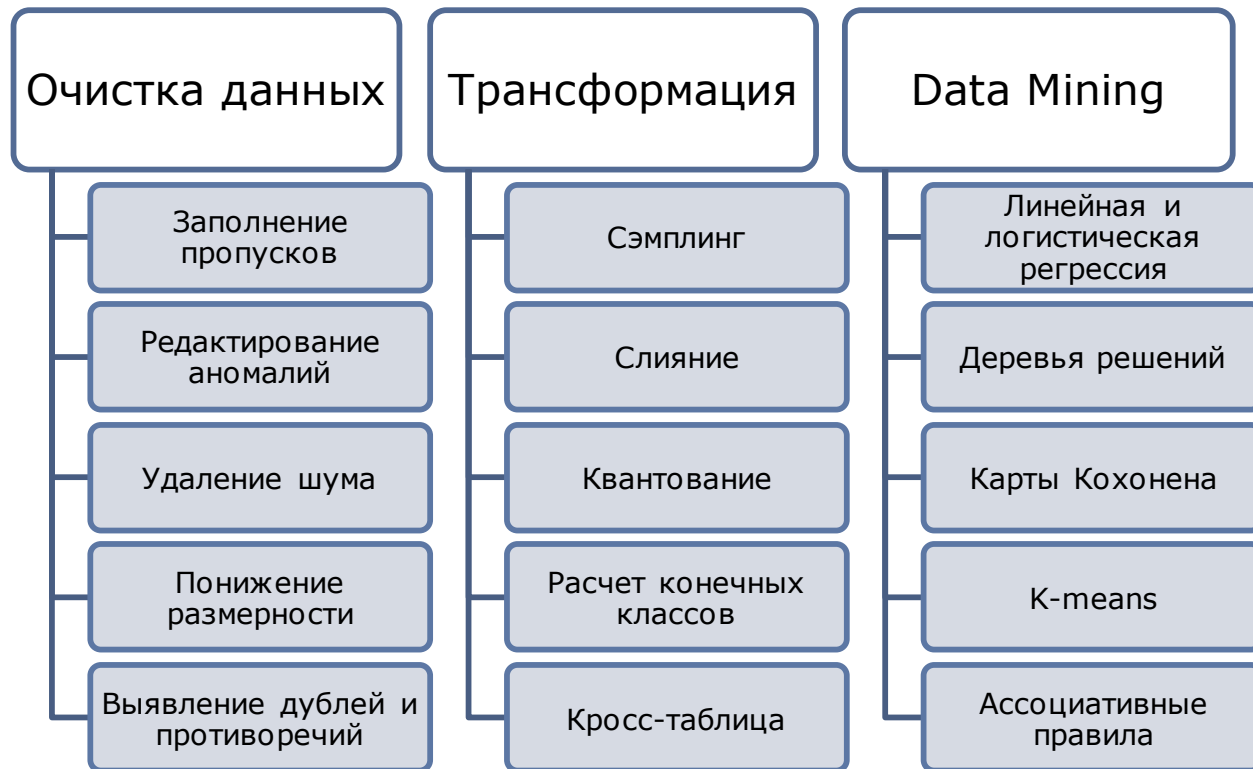 Очистка данных
Заполнение
пропусков
Редактирование
аномалий
Удаление шума
Понижение
размерности
Выявление дублей и
противоречий
Трансформация
Сэмплинг
Слияние
Квантование
Расчет конечных
классов
Кросс-таблица
Data Mining
Линейная и
логистическая
регрессия
Деревья решений
Карты Кохонена
K-means
Ассоциативные
правила